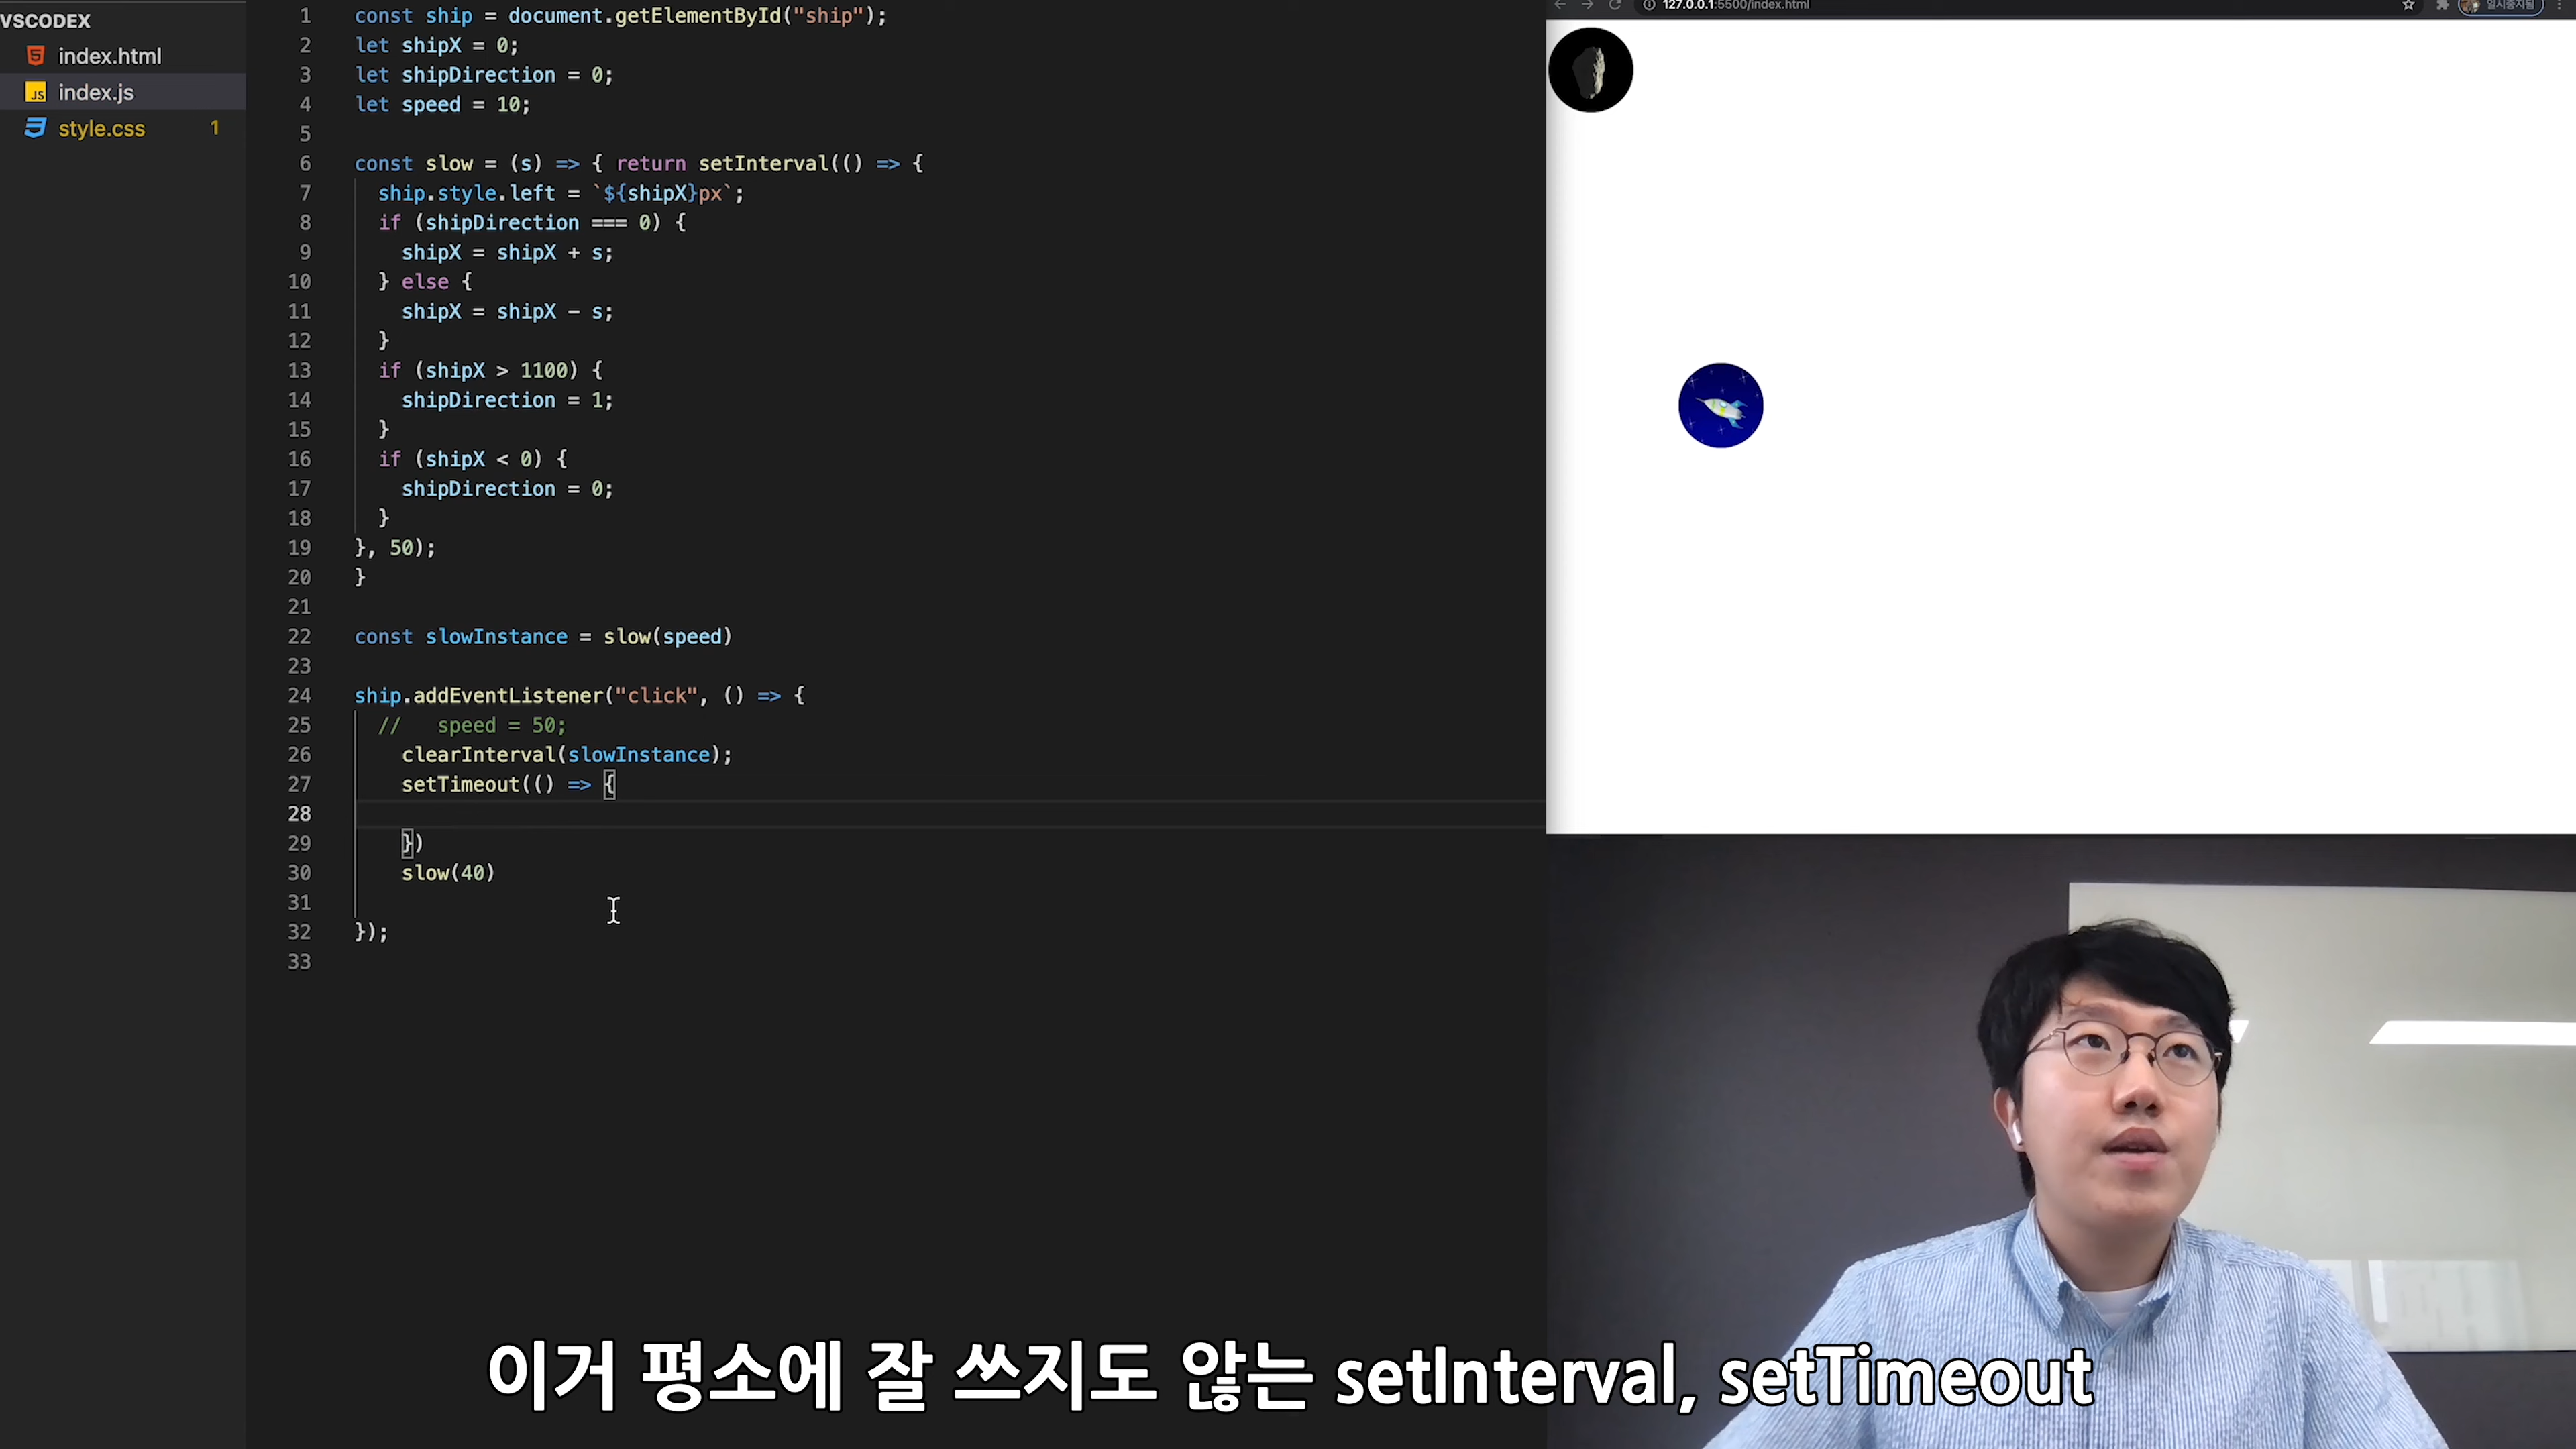 VSCODEX
index.html
index.js
style.css 1
1 const ship = document.getElementById("ship");
2 let shipX = 0;
3 let shipDirection = 0;
4 let speed = 10;
5
6 const slow = (s) => { return setInterval(() => {
7 ship.style.left = `${shipX}px`;
8 if (shipDirection === 0) {
9 shipX = shipX + s;
10 } else {
11 shipX = shipX - s;
12 }
13 if (shipX > 1100) {
14 shipDirection = 1;
15 }
16 if (shipX < 0) {
17 shipDirection = 0;
18 }
19 }, 50);
20 }
21
22 const slowInstance = slow(speed)
23
24 ship.addEventListener("click", () => {
25 // speed = 50;
26 clearInterval(slowInstance);
27 setTimeout(() => {
28
29 })
30 slow(40)
31
32 });
33
127.0.0.1:5500/index.html
일시중지됨
이거 평소에 잘 쓰지도 않는 setInterval, setTimeout